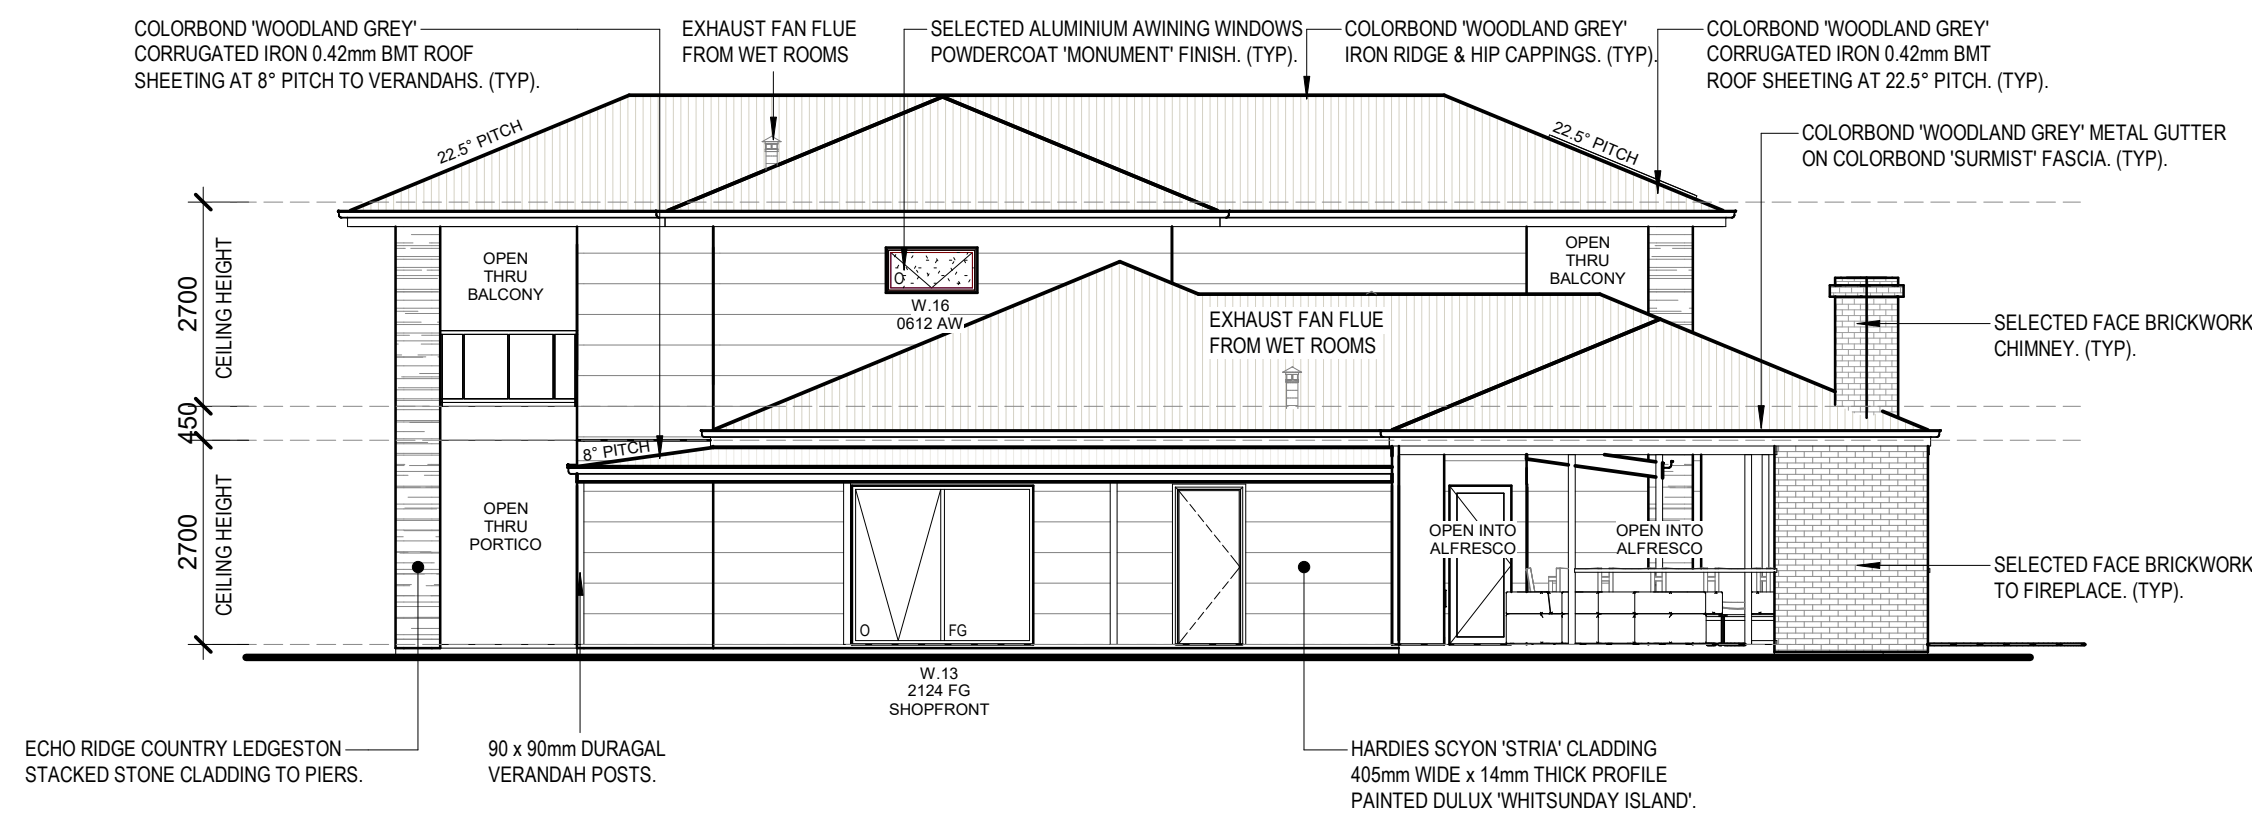 COLORBOND 'WOODLAND GREY'
CORRUGATED IRON 0.42mm BMT ROOF
SHEETING AT 8° PITCH TO VERANDAHS. (TYP).
EXHAUST FAN FLUE
FROM WET ROOMS
SELECTED ALUMINIUM AWINING WINDOWS
POWDERCOAT 'MONUMENT' FINISH. (TYP).
COLORBOND 'WOODLAND GREY'
IRON RIDGE & HIP CAPPINGS. (TYP).
COLORBOND 'WOODLAND GREY'
CORRUGATED IRON 0.42mm BMT
ROOF SHEETING AT 22.5° PITCH. (TYP).
COLORBOND 'WOODLAND GREY' METAL GUTTER
ON COLORBOND 'SURMIST' FASCIA. (TYP).
22.5° PITCH
22.5° PITCH
2700
CEILING HEIGHT
OPEN
THRU
BALCONY
O
W.16
0612 AW
OPEN
THRU
BALCONY
EXHAUST FAN FLUE
FROM WET ROOMS
SELECTED FACE BRICKWORK
CHIMNEY. (TYP).
450
8° PITCH
2700
CEILING HEIGHT
OPEN
THRU
PORTICO
O
FG
OPEN INTO
ALFRESCO
OPEN INTO
ALFRESCO
SELECTED FACE BRICKWORK
TO FIREPLACE. (TYP).
W.13
2124 FG
SHOPFRONT
ECHO RIDGE COUNTRY LEDGESTON
STACKED STONE CLADDING TO PIERS.
90 x 90mm DURAGAL
VERANDAH POSTS.
HARDIES SCYON 'STRIA' CLADDING
405mm WIDE x 14mm THICK PROFILE
PAINTED DULUX 'WHITSUNDAY ISLAND'.